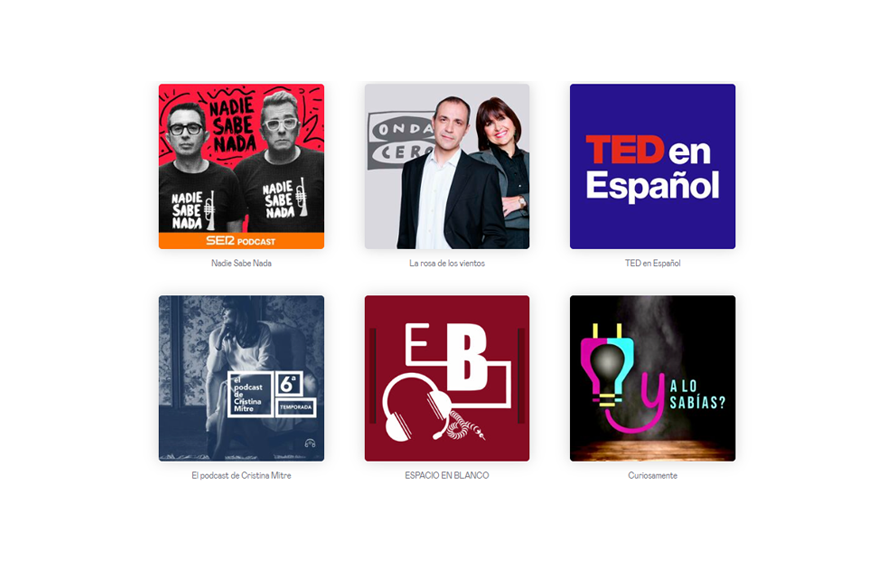 NADIE
SABE
NADA
NADIE
SABE
NADA
NADIE
SABE
NADA
SER PODCAST
Nadie Sabe Nada
ONDA
CERO
La rosa de los vientos
TED en
Español
TED en Español
el
podcast
de Cristina
Mitre
6ª
TEMPORADA
El podcast de Cristina Mitre
E B
ESPACIO EN BLANCO
y A LO
SABÍAS?
Curiosamente